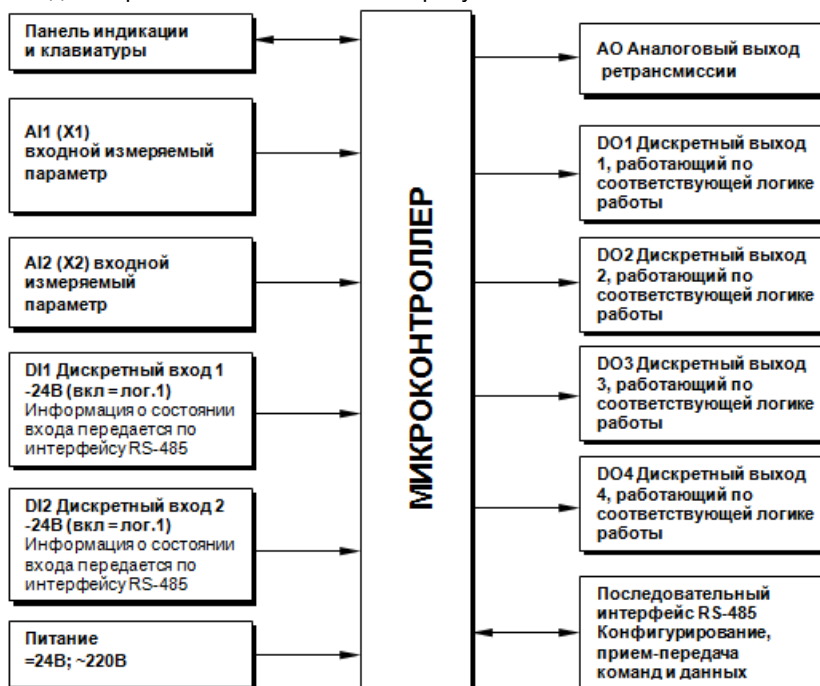 Панель индикации
и клавиатуры
AI1 (X1)
входной измеряемый
параметр
AI2 (X2) входной
измеряемый
параметр
DI1 Дискретный вход 1
-24В (вкл = лог.1)
Информация о состоянии
входа передается по
интерфейсу RS-485
DI2 Дискретный вход 2
-24В (вкл = лог.1)
Информация о состоянии
входа передается по
интерфейсу RS-485
Питание
=24В; ~220В
МИКРОКОНТРОЛЛЕР
АО Аналоговый выход
ретрансмиссии
DO1 Дискретный выход
1, работающий по
соответствующей логике
работы
DO2 Дискретный выход
2, работающий по
соответствующей логике
работы
DO3 Дискретный выход
3, работающий по
соответствующей логике
работы
DO4 Дискретный выход
4, работающий по
соответствующей логике
работы
Последовательный
интерфейс RS-485
Конфигурирование,
прием-передача
команд и данных